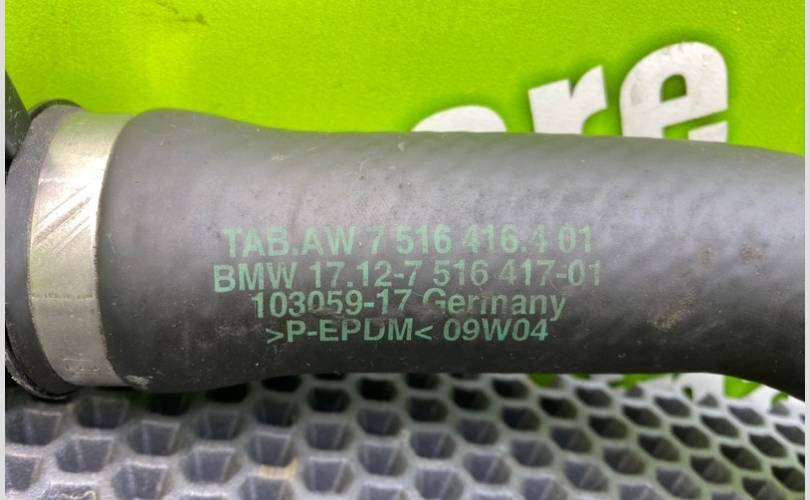 TAB.AW 7 516 416.4 01
BMW 17.12-7 516 417-01
103059-17 Germany
>P-EPDM< 09W04